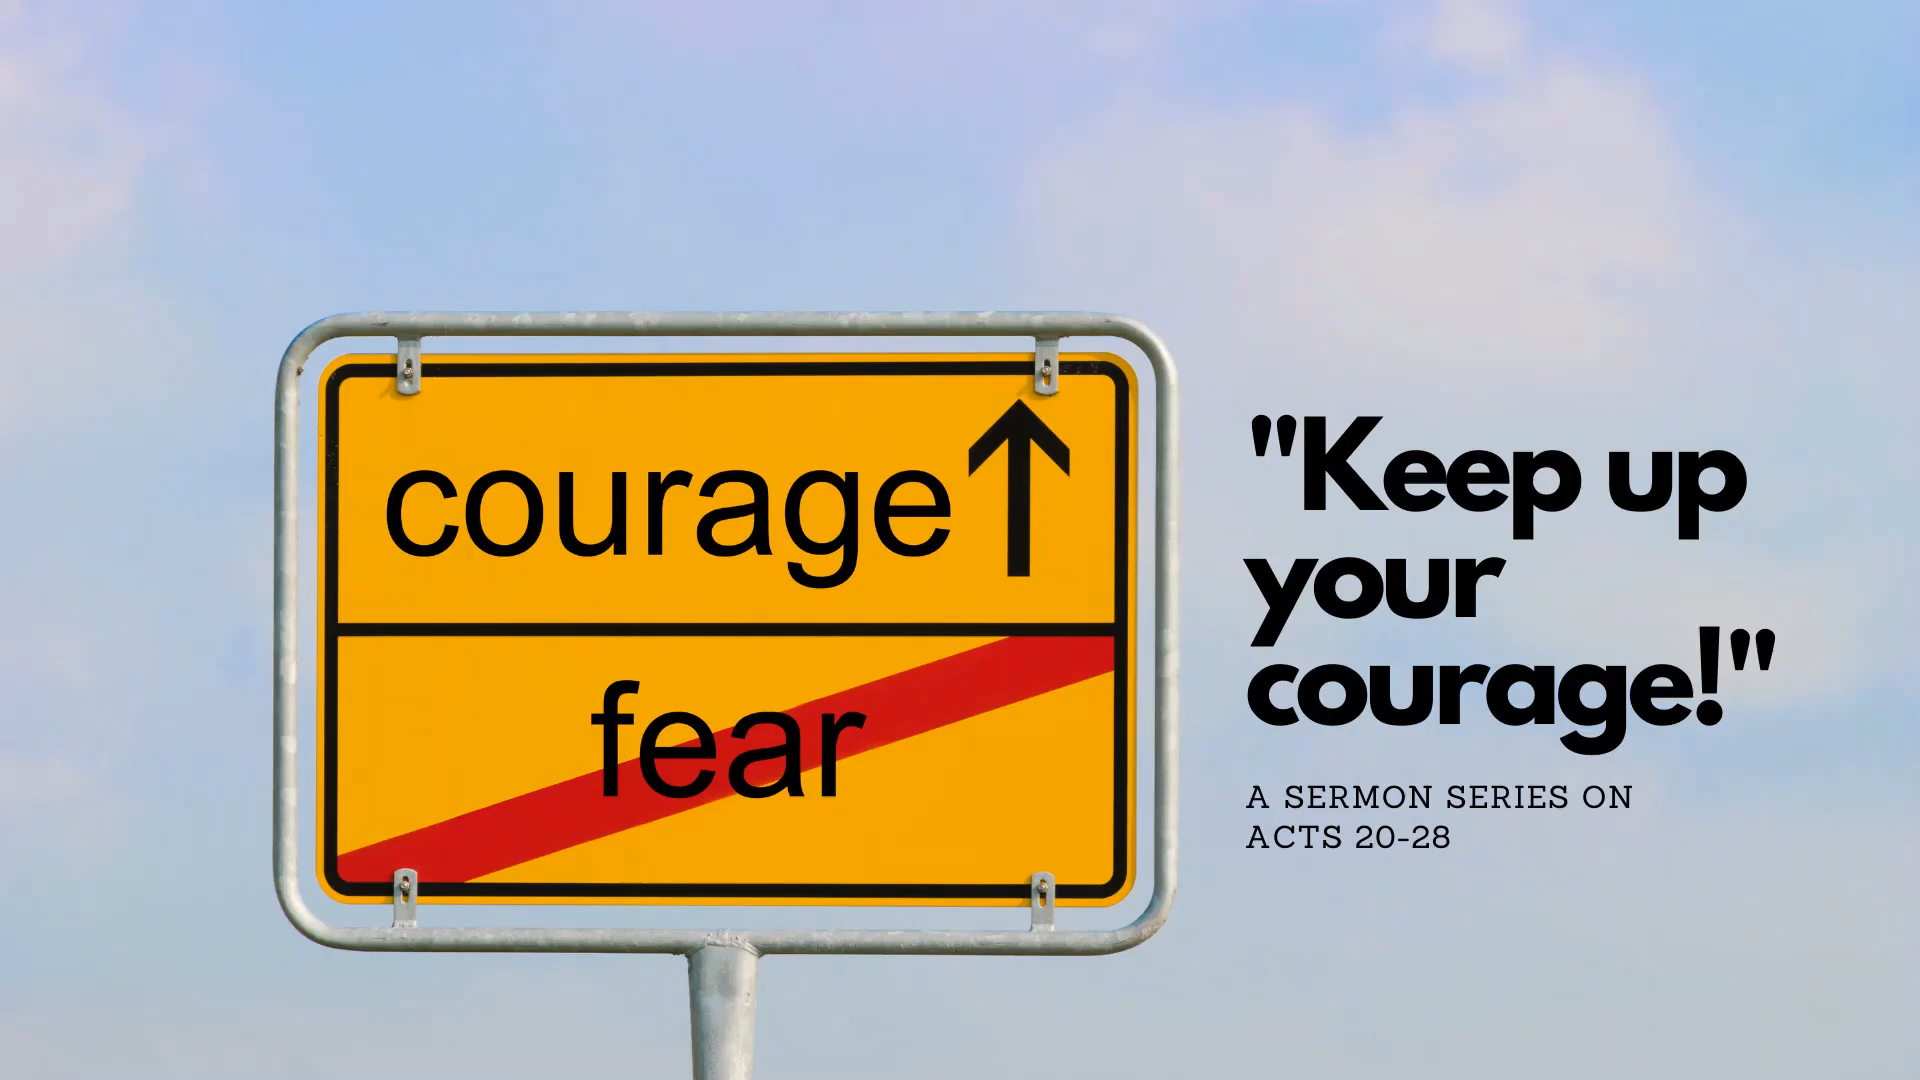 courage
fear
"Keep up
your
courage!"
A SERMON SERIES ON
ACTS 20-28